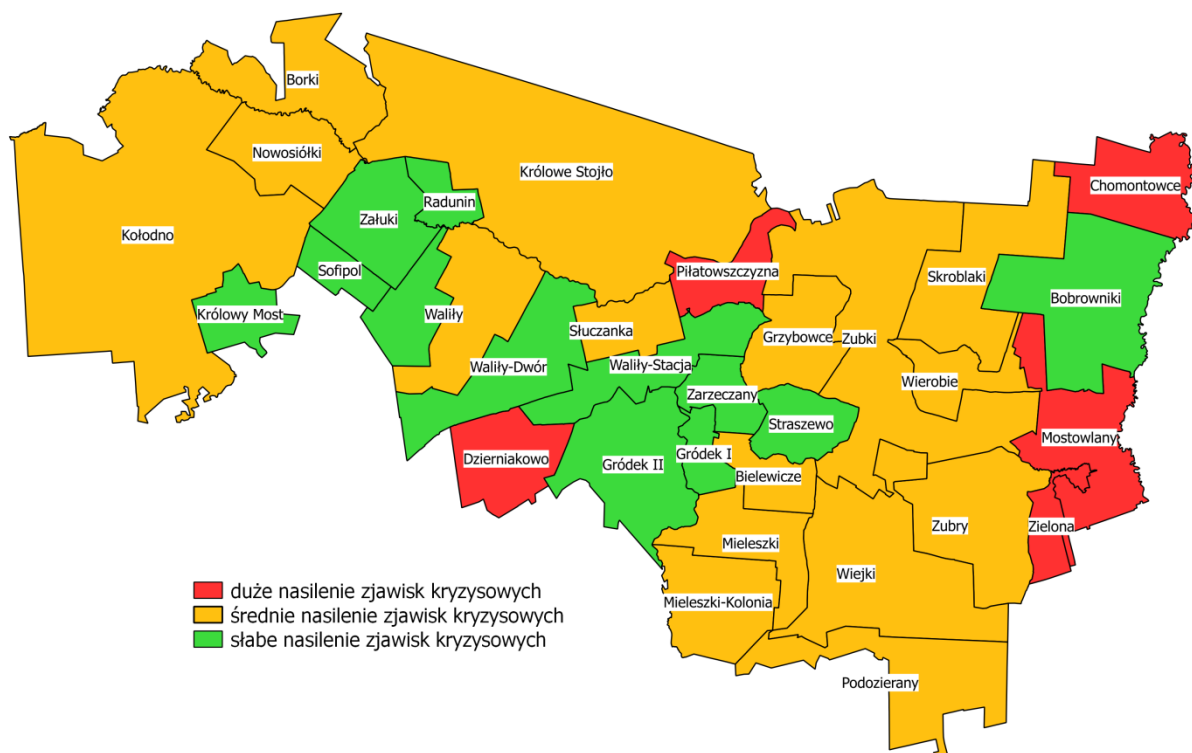 Borki
Nowosiółki
Królowe Stojło
Chomontowce
Radunin
Załuki
Kołodno
Sofipol
Piłatowszczyzna
Skroblaki
Bobrowniki
Królowy Most
Waliły
Słuczanka
Grzybowce
Zubki
Waliły-Dwór
Waliły-Stacja
Wierobie
Zarzeczany
Straszewo
Mostowlany
Dzierniakowo
Gródek II
Gródek I
Bielewicze
Zubry
Zielona
Mieleszki
Wiejki
Mieleszki-Kolonia
Podozierany
duże nasilenie zjawisk kryzysowych
średnie nasilenie zjawisk kryzysowych
słabe nasilenie zjawisk kryzysowych